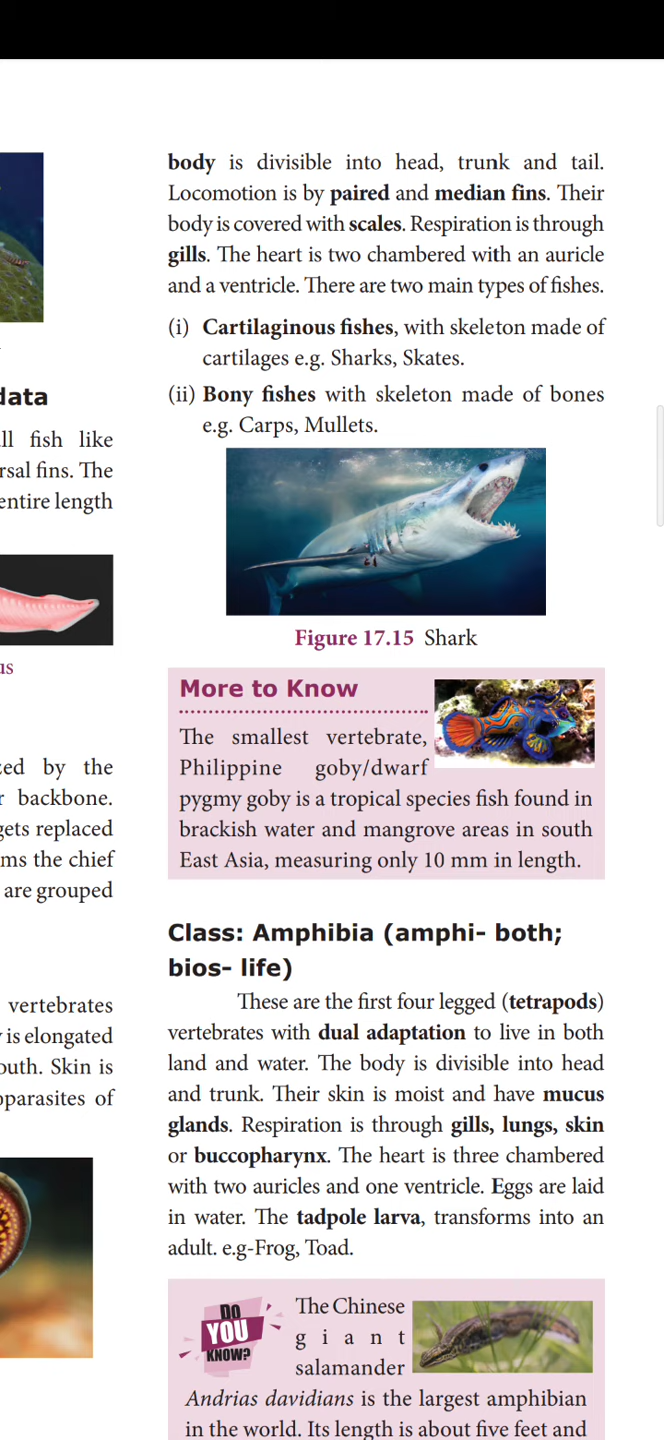 data
all fish like
rsal fins. The
entire length
us
zed by the
r backbone.
gets replaced
ms the chief
are grouped
vertebrates
y is elongated
outh. Skin is
oparasites of
body is divisible into head, trunk and tail.
Locomotion is by paired and median fins. Their
body is covered with scales. Respiration is through
gills. The heart is two chambered with an auricle
and a ventricle. There are two main types of fishes.
(i) Cartilaginous fishes, with skeleton made of
cartilages e.g. Sharks, Skates.
(ii) Bony fishes with skeleton made of bones
e.g. Carps, Mullets.
Figure 17.15 Shark
More to Know
The smallest vertebrate,
Philippine goby/dwarf
pygmy goby is a tropical species fish found in
brackish water and mangrove areas in south
East Asia, measuring only 10 mm in length.
Class: Amphibia (amphi- both;
bios- life)
These are the first four legged (tetrapods)
vertebrates with dual adaptation to live in both
land and water. The body is divisible into head
and trunk. Their skin is moist and have mucus
glands. Respiration is through gills, lungs, skin
or buccopharynx. The heart is three chambered
with two auricles and one ventricle. Eggs are laid
in water. The tadpole larva, transforms into an
adult. e.g-Frog, Toad.
DO
YOU
KNOW?
The Chinese
giant
salamander
Andrias davidians is the largest amphibian
in the world. Its length is about five feet and